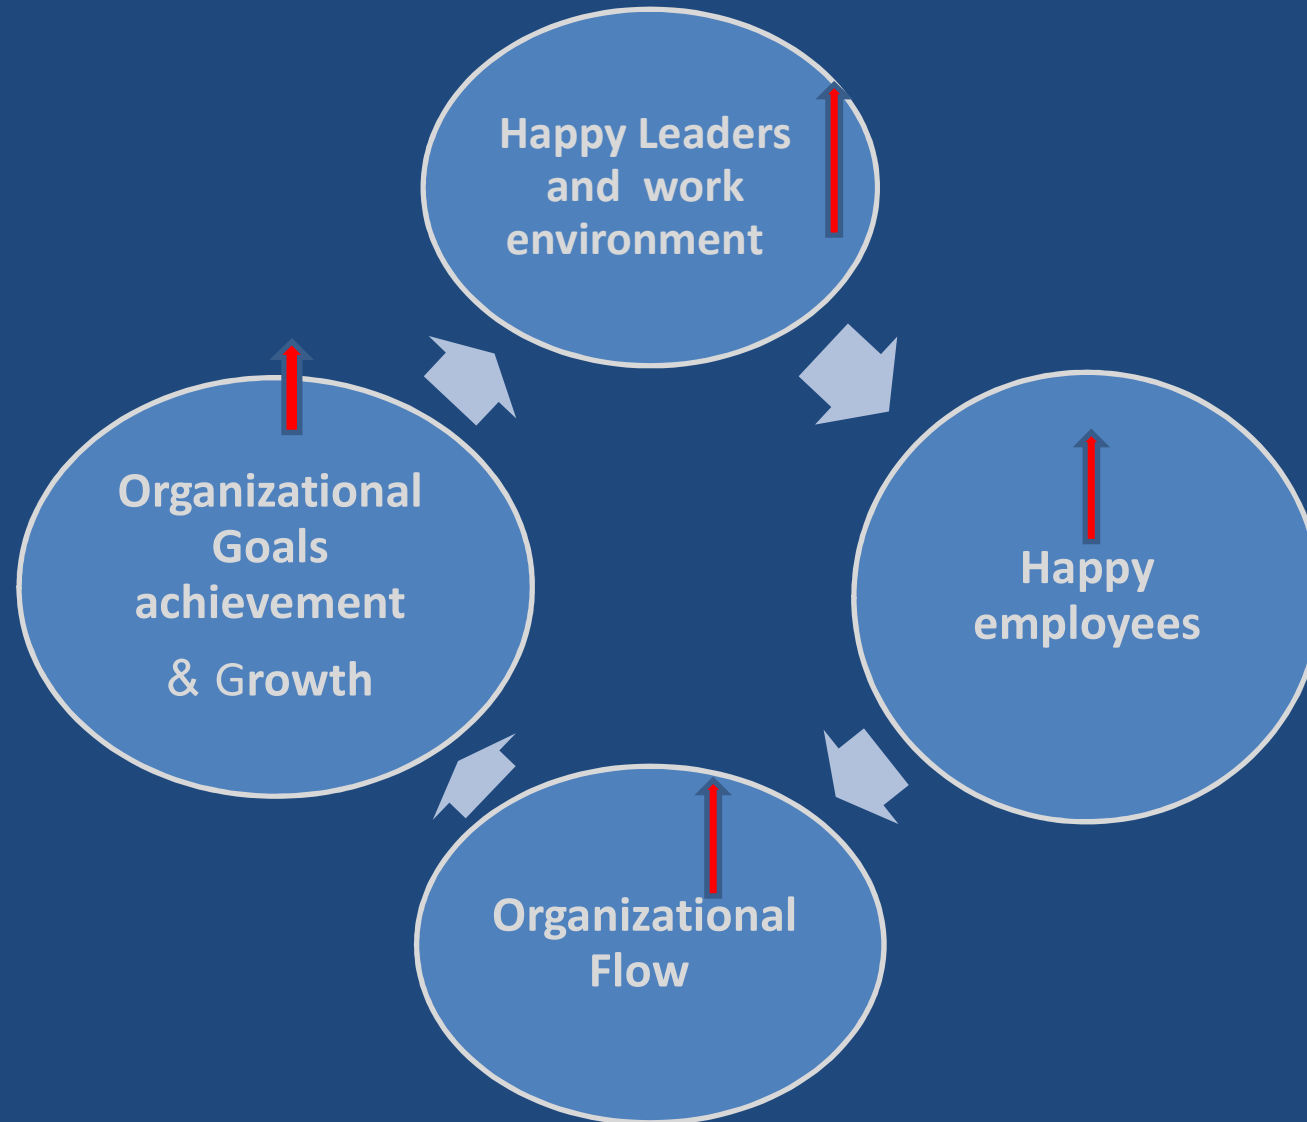 Happy Leaders
and work
environment
Happy
employees
Organizational
Flow
Organizational
Goals
achievement
& Growth